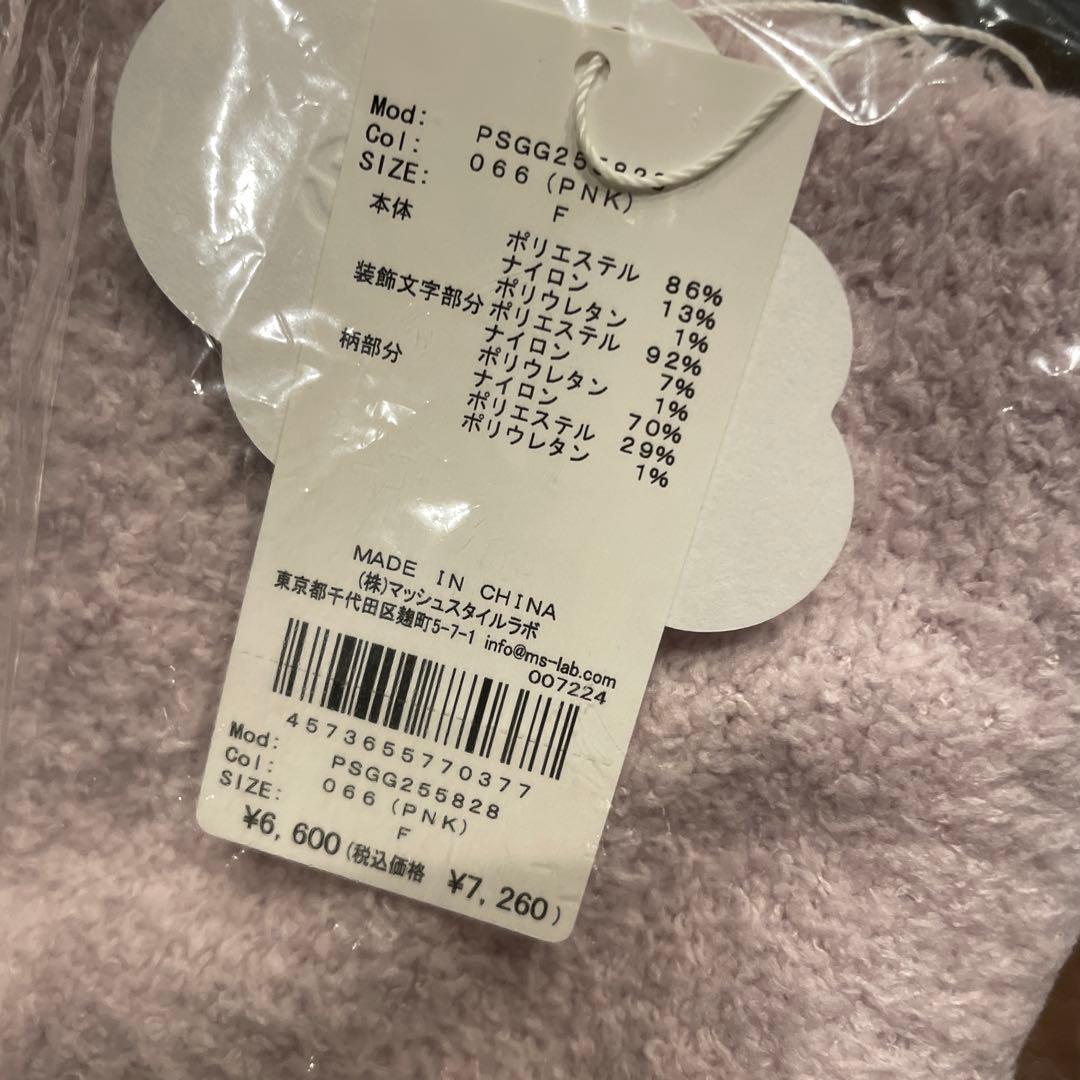 Mod: PSGG255828
Col: 066 (PNK)
SIZE: F
本体 ポリエステル 86%
ナイロン 13%
ポリウレタン 1%
装飾文字部分 ポリエステル 92%
ナイロン 7%
ポリウレタン 1%
柄部分 ナイロン 70%
ポリエステル 29%
ポリウレタン 1%
MADE IN CHINA
(株)マッシュスタイルラボ
東京都千代田区麹町5-7-1 info@ms-lab.com
007224
4573655770377
Mod: PSGG255828
Col: 066 (PNK)
SIZE: F
¥6,600 (税込価格 ¥7,260)